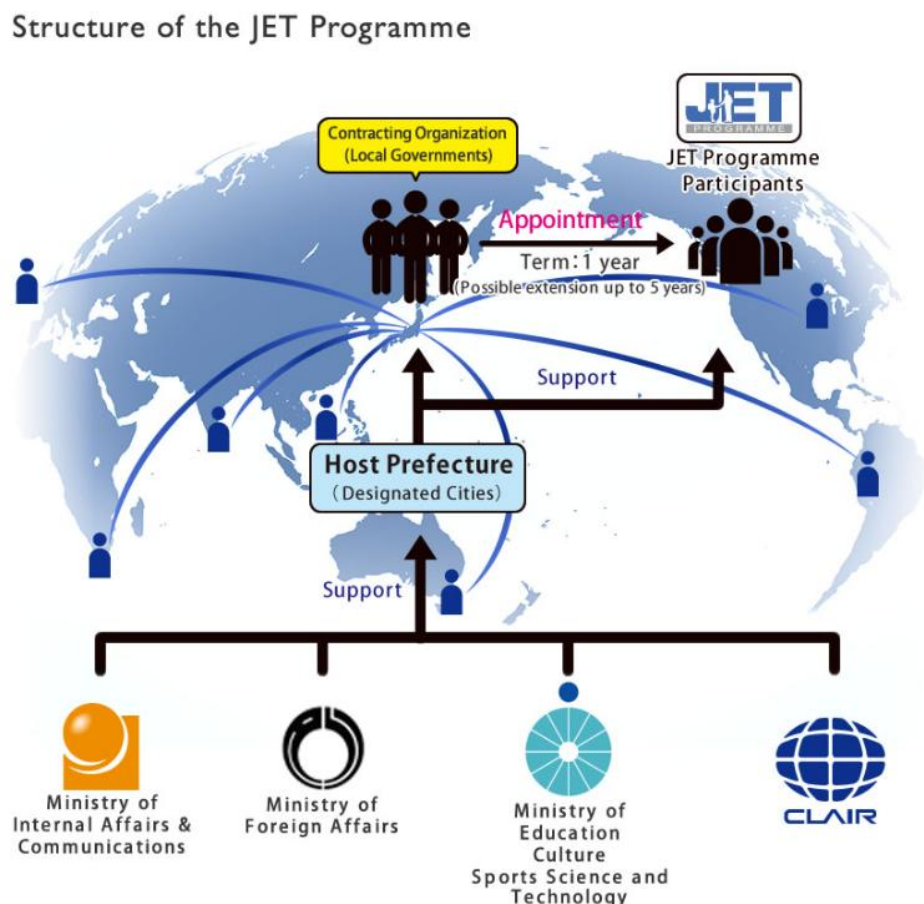 Structure of the JET Programme
Contracting Organization
(Local Governments)
JET
PROGRAMME
JET Programme
Participants
Appointment
Term：1 year
(Possible extension up to 5 years)
Support
Host Prefecture
（Designated Cities）
Support
Ministry of
Internal Affairs &
Communications
Ministry of
Foreign Affairs
Ministry of
Education
Culture
Sports Science and
Technology
CLAIR